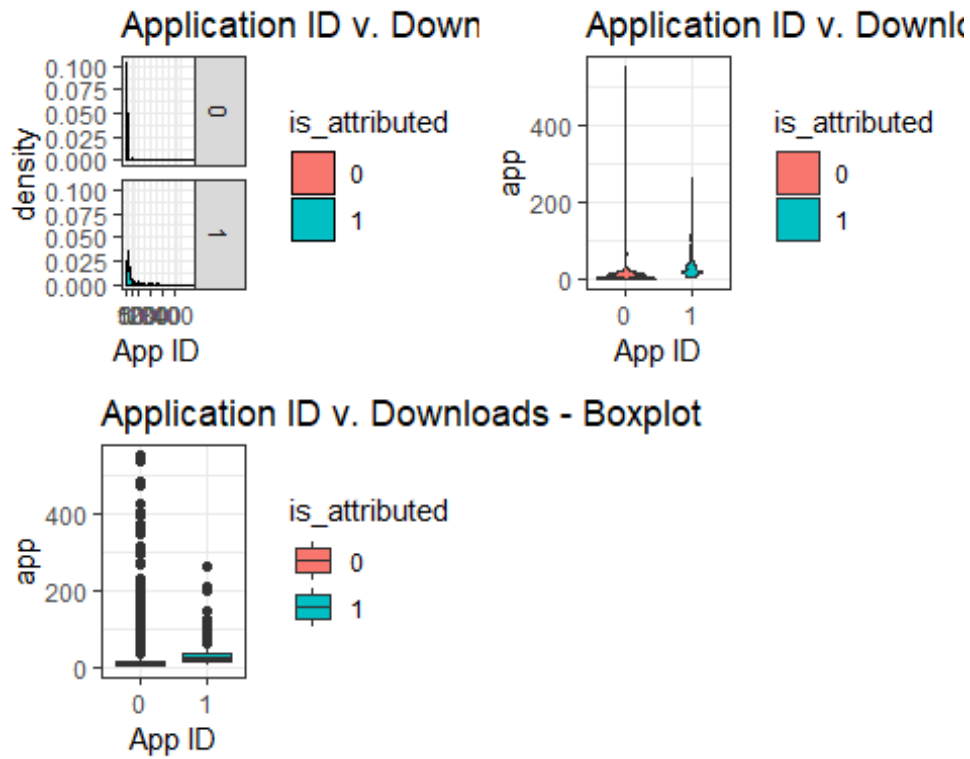 Application ID v. Down
0.100
0.075
0.050
0.025
0.000
0
0.100
0.075
0.050
0.025
0.000
1
density
App ID
is_attributed
0
1
Application ID v. Downlo
400
200
0
app
0 1
App ID
is_attributed
0
1
Application ID v. Downloads - Boxplot
400
200
0
app
0 1
App ID
is_attributed
0
1